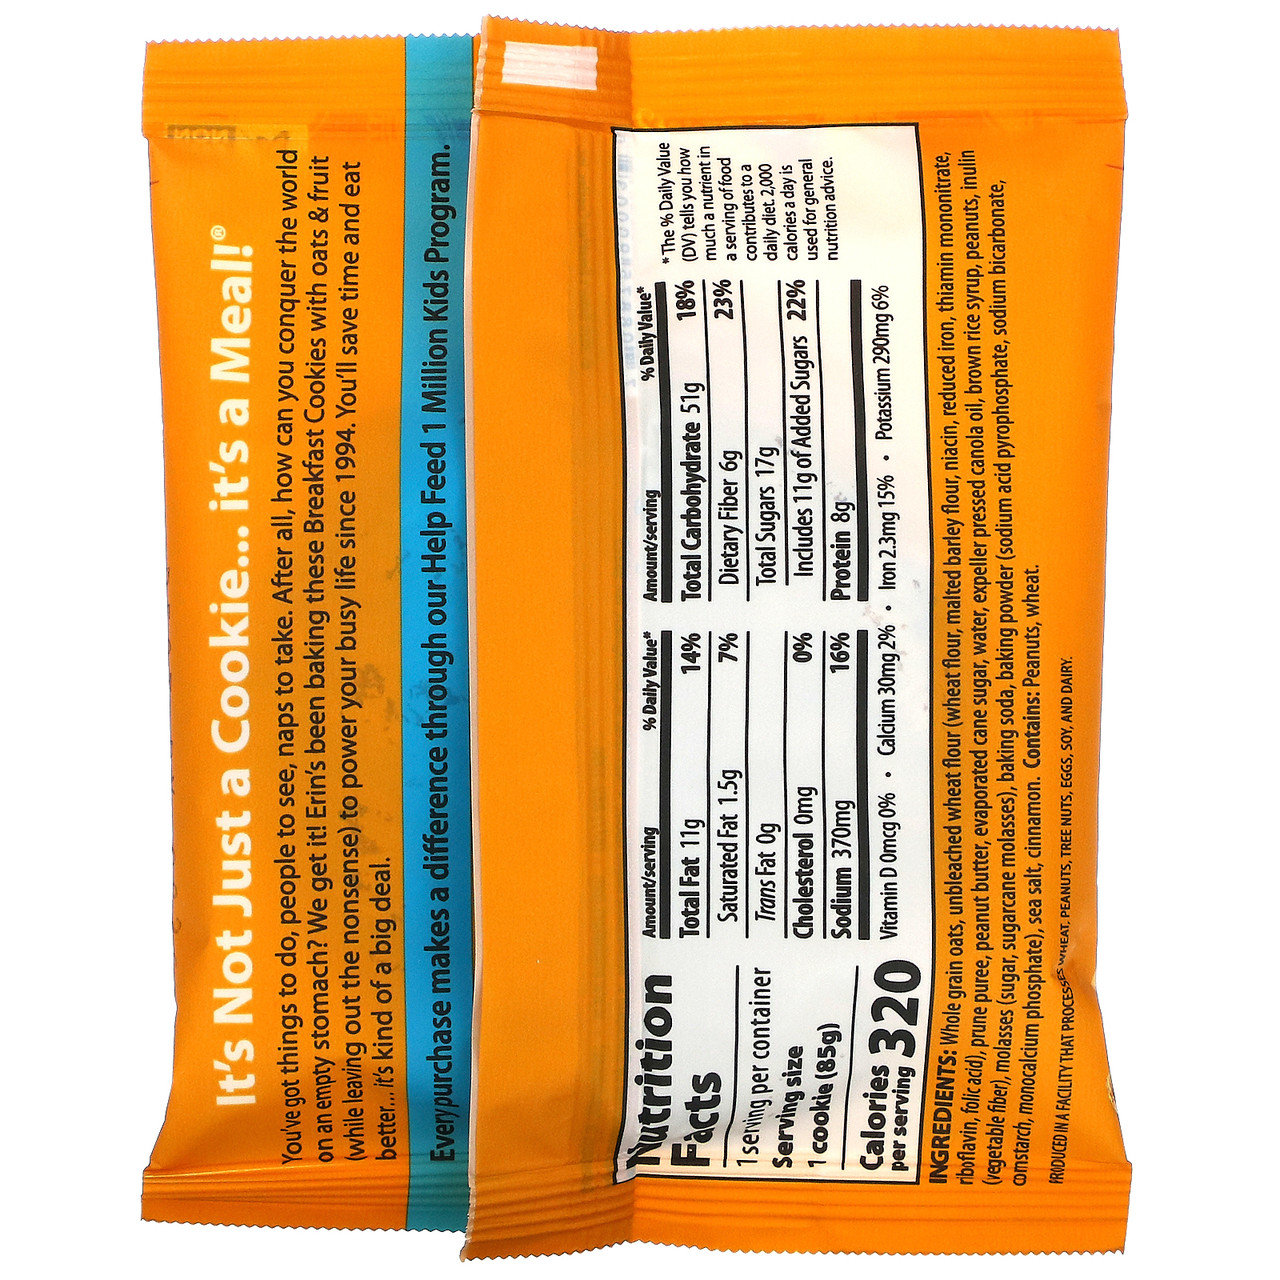 It's Not Just a Cookie... it's a Meal!®
You've got things to do, people to see, naps to take. After all, how can you conquer the world
on an empty stomach? We get it! Erin's been baking these Breakfast Cookies with oats & fruit
(while leaving out the nonsense) to power your busy life since 1994. You'll save time and eat
better... it's kind of a big deal.
Every purchase makes a difference through our Help Feed 1 Million Kids Program.
Nutrition
Facts
1 serving per container
Serving size
1 cookie (85g)
Calories 320
per serving
Amount/serving % Daily Value*
Total Fat 11g 14%
Saturated Fat 1.5g 7%
Trans Fat 0g
Cholesterol 0mg 0%
Sodium 370mg 16%
Amount/serving % Daily Value*
Total Carbohydrate 51g 18%
Dietary Fiber 6g 23%
Total Sugars 17g
Includes 11g of Added Sugars 22%
Protein 8g
Vitamin D 0mcg 0% • Calcium 30mg 2% • Iron 2.3mg 15% • Potassium 290mg 6%
* The % Daily Value
(DV) tells you how
much a nutrient in
a serving of food
contributes to a
daily diet. 2,000
calories a day is
used for general
nutrition advice.
INGREDIENTS: Whole grain oats, unbleached wheat flour (wheat flour, malted barley flour, niacin, reduced iron, thiamin mononitrate,
riboflavin, folic acid), prune puree, peanut butter, evaporated cane sugar, water, expeller pressed canola oil, brown rice syrup, peanuts, inulin
(vegetable fiber), molasses (sugar, sugarcane molasses), baking soda, baking powder (sodium acid pyrophosphate, sodium bicarbonate,
cornstarch, monocalcium phosphate), sea salt, cinnamon. Contains: Peanuts, wheat.
PRODUCED IN A FACILITY THAT PROCESSES WHEAT, PEANUTS, TREE NUTS, EGGS, SOY, AND DAIRY.